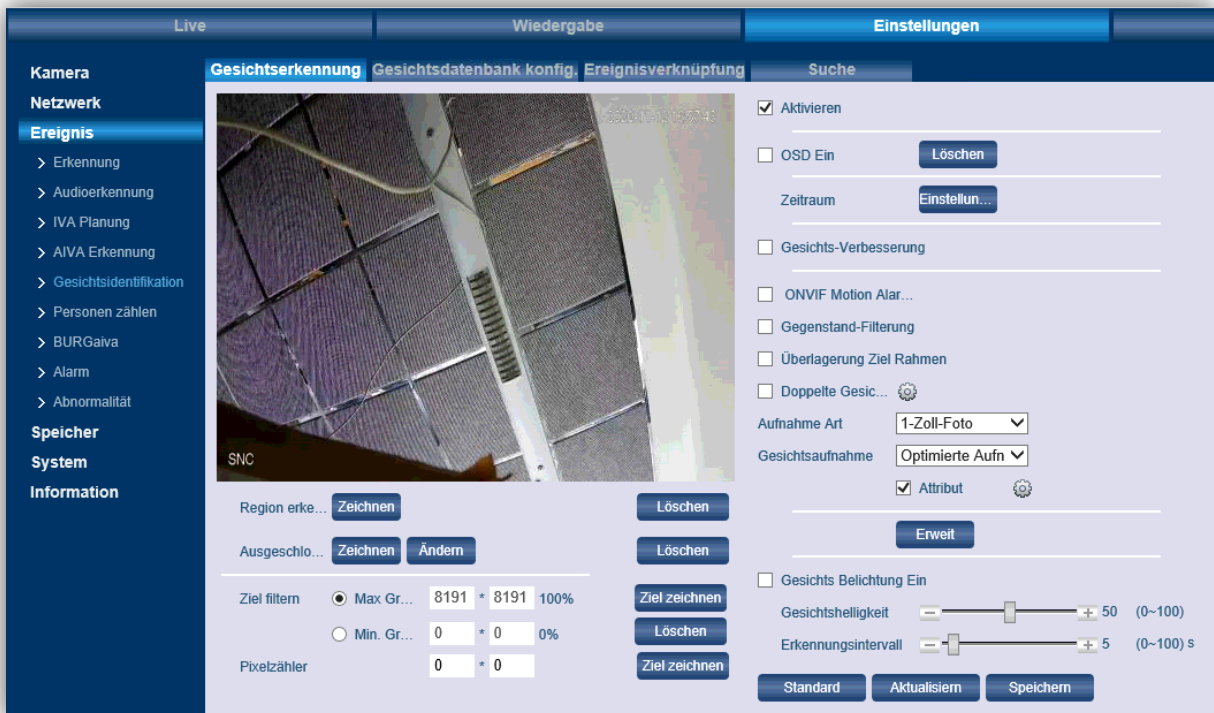 Live Wiedergabe Einstellungen
Kamera
Netzwerk
Ereignis
Erkennung
Audioerkennung
IVA Planung
AIVA Erkennung
Gesichtsidentifikation
Personen zählen
BURGaiva
Alarm
Abnormalität
Speicher
System
Information
Gesichtserkennung Gesichtsdatenbank konfig. Ereignisverknüpfung Suche
SNC
Region erke... Zeichnen Löschen
Ausgeschlo... Zeichnen Ändern Löschen
Ziel filtern Max Gr... 8191 * 8191 100% Ziel zeichnen
Min. Gr... 0 * 0 0% Löschen
Pixelzähler 0 * 0 Ziel zeichnen
Aktivieren
OSD Ein Löschen
Zeitraum Einstellun...
Gesichts-Verbesserung
ONVIF Motion Alar...
Gegenstand-Filterung
Überlagerung Ziel Rahmen
Doppelte Gesic...
Aufnahme Art 1-Zoll-Foto
Gesichtsaufnahme Optimierte Aufn
Attribut
Erweit
Gesichts Belichtung Ein
Gesichtshelligkeit 50 (0~100)
Erkennungsintervall 5 (0~100) s
Standard Aktualisiern Speichern